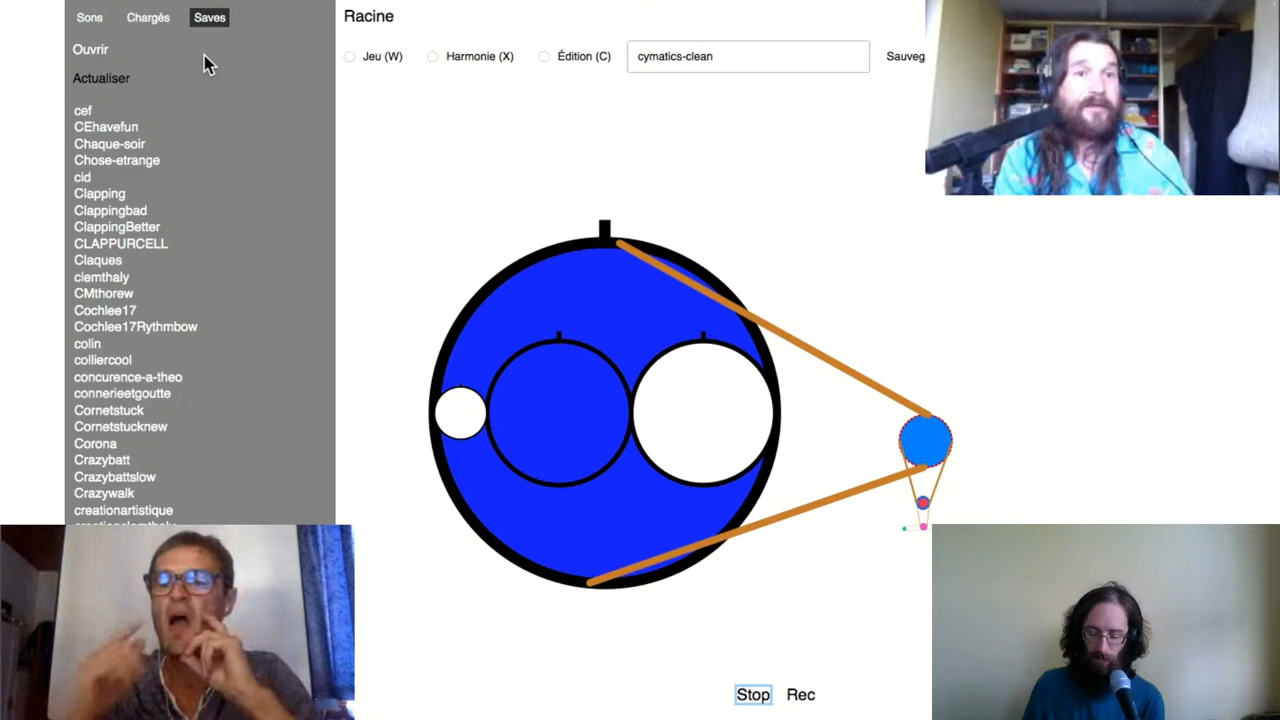 Sons Chargés Saves
Ouvrir
Actualiser
cef
CEhavefun
Chaque-soir
Chose-etrange
cid
Clapping
Clappingbad
ClappingBetter
CLAPPURCELL
Claques
clemthaly
CMthorew
Cochlee17
Cochlee17Rythmbow
colin
colliercool
concurence-a-theo
connerieetgoutte
Cornetstuck
Cornetstucknew
Corona
Crazybatt
Crazybattslow
Crazywalk
creationartistique
Racine
Jeu (W) Harmonie (X) Édition (C) cymatics-clean Sauveg
Stop Rec